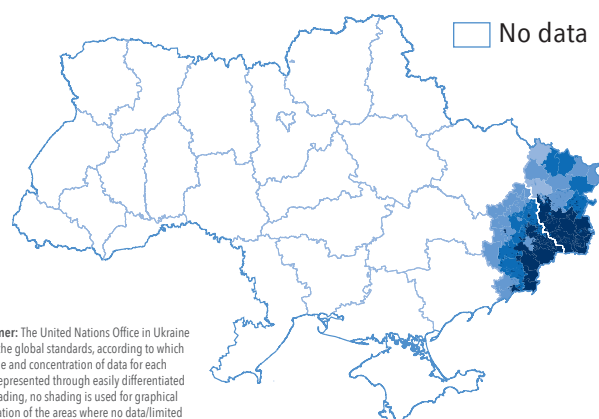 No data
ner: The United Nations Office in Ukraine
the global standards, according to which
e and concentration of data for each
epresented through easily differentiated
ading, no shading is used for graphical
ation of the areas where no data/limited